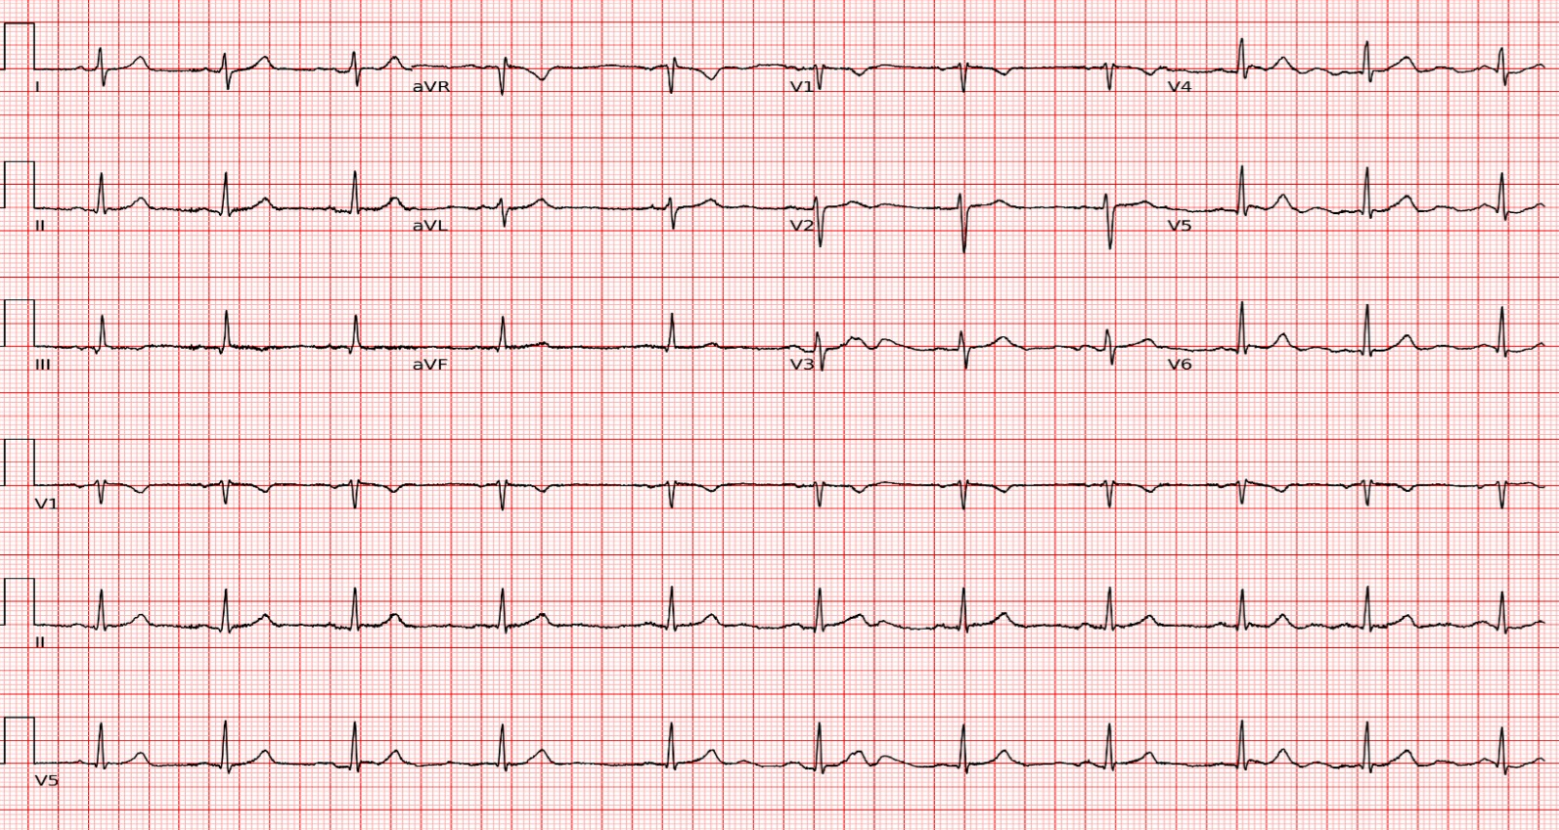 I aVR V1 V4
II aVL V2 V5
III aVF V3 V6
V1
II
V5